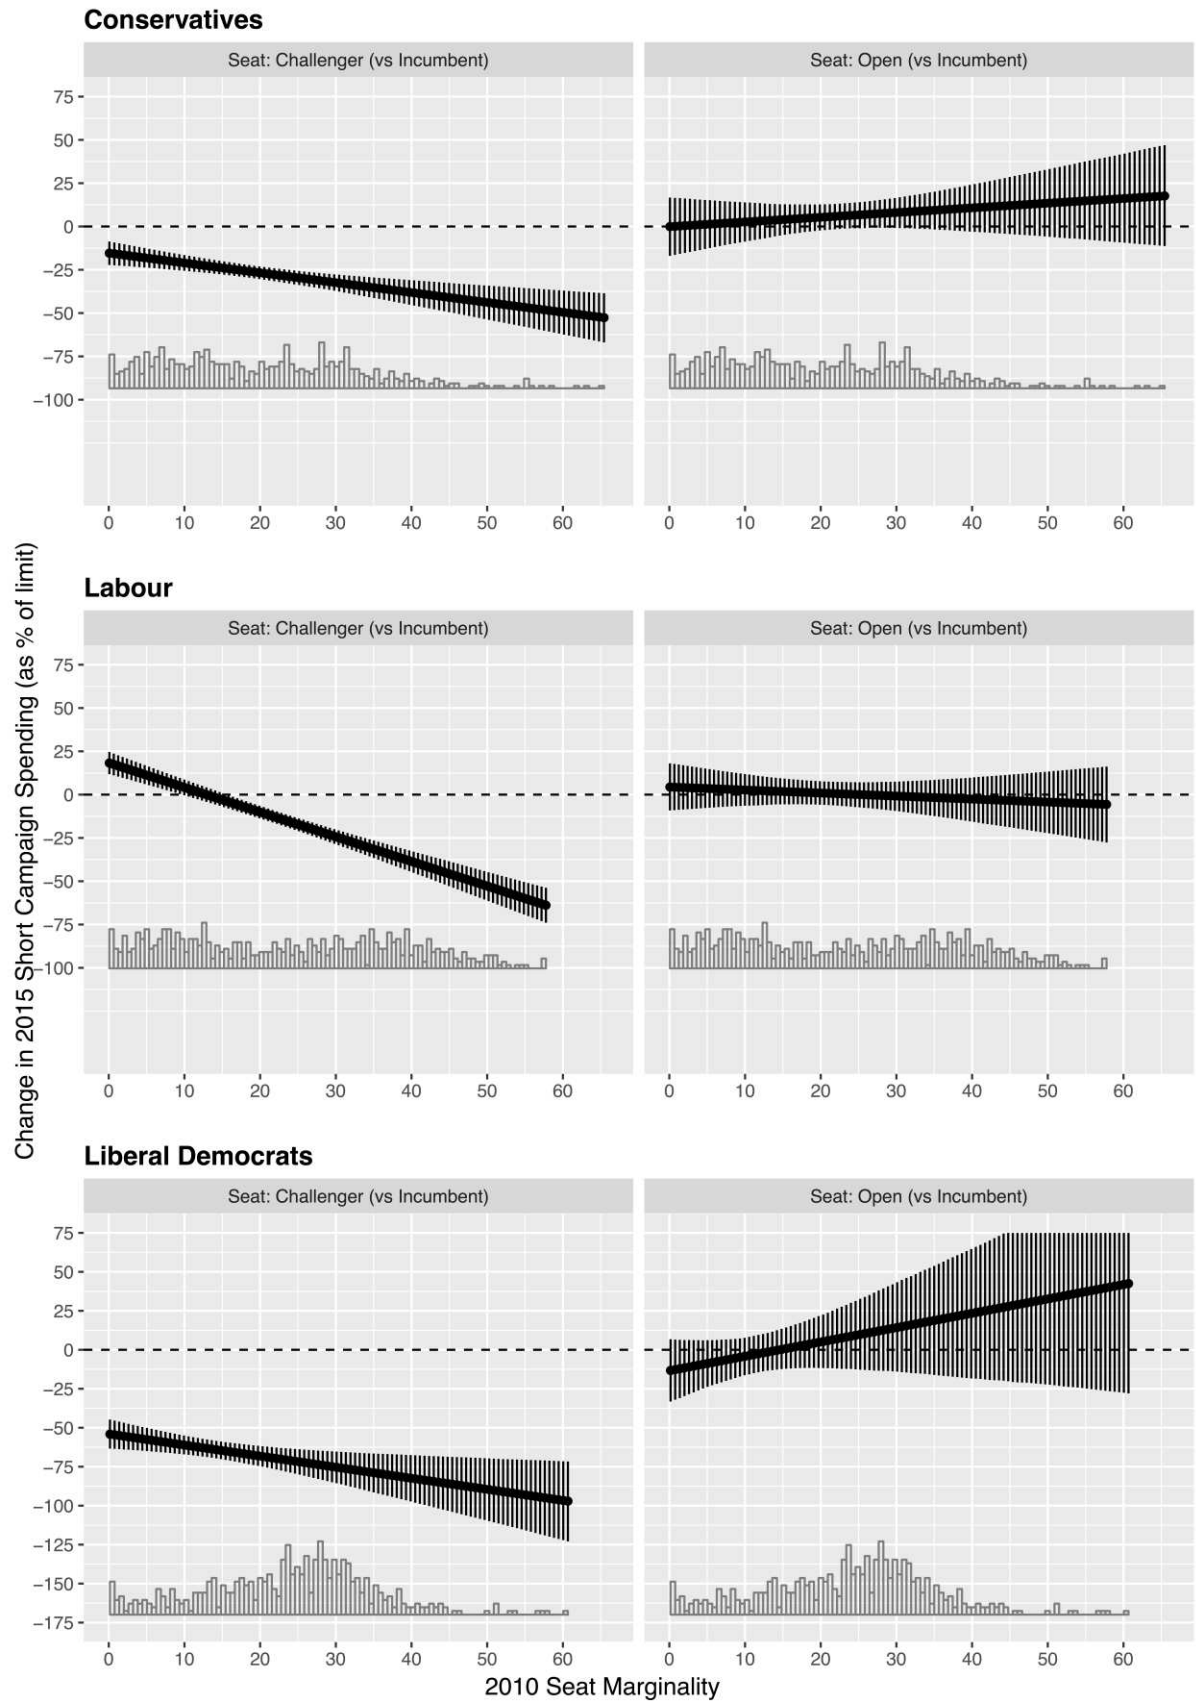 Conservatives
Seat: Challenger (vs Incumbent)
Seat: Open (vs Incumbent)
75
50
25
0
−25
−50
−75
−100
0 10 20 30 40 50 60
0 10 20 30 40 50 60
Change in 2015 Short Campaign Spending (as % of limit)
Labour
Seat: Challenger (vs Incumbent)
Seat: Open (vs Incumbent)
75
50
25
0
−25
−50
−75
−100
0 10 20 30 40 50 60
0 10 20 30 40 50 60
Liberal Democrats
Seat: Challenger (vs Incumbent)
Seat: Open (vs Incumbent)
75
50
25
0
−25
−50
−75
−100
−125
−150
−175
0 10 20 30 40 50 60
0 10 20 30 40 50 60
2010 Seat Marginality